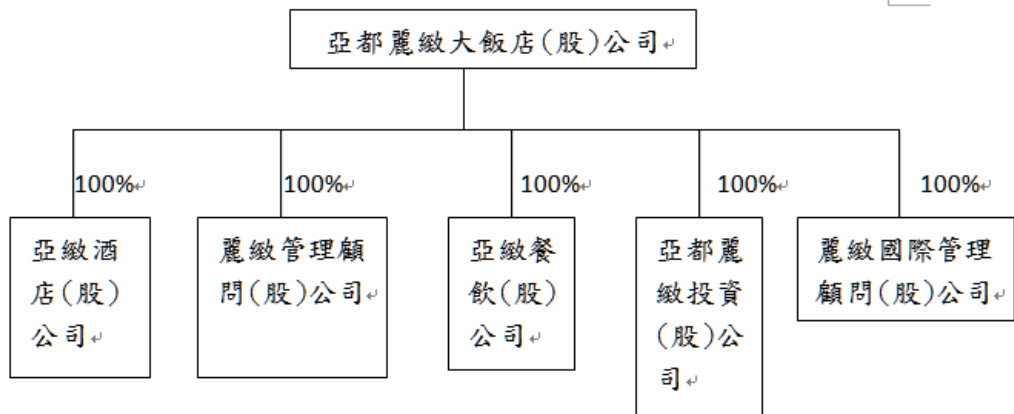 亞都麗緻大飯店(股)公司
100%
100%
100%
100%
100%
亞緻酒
店(股)
公司
麗緻管理顧
問(股)公司
亞緻餐
飲(股)
公司
亞都麗
緻投資
(股)公
司
麗緻國際管理
顧問(股)公司